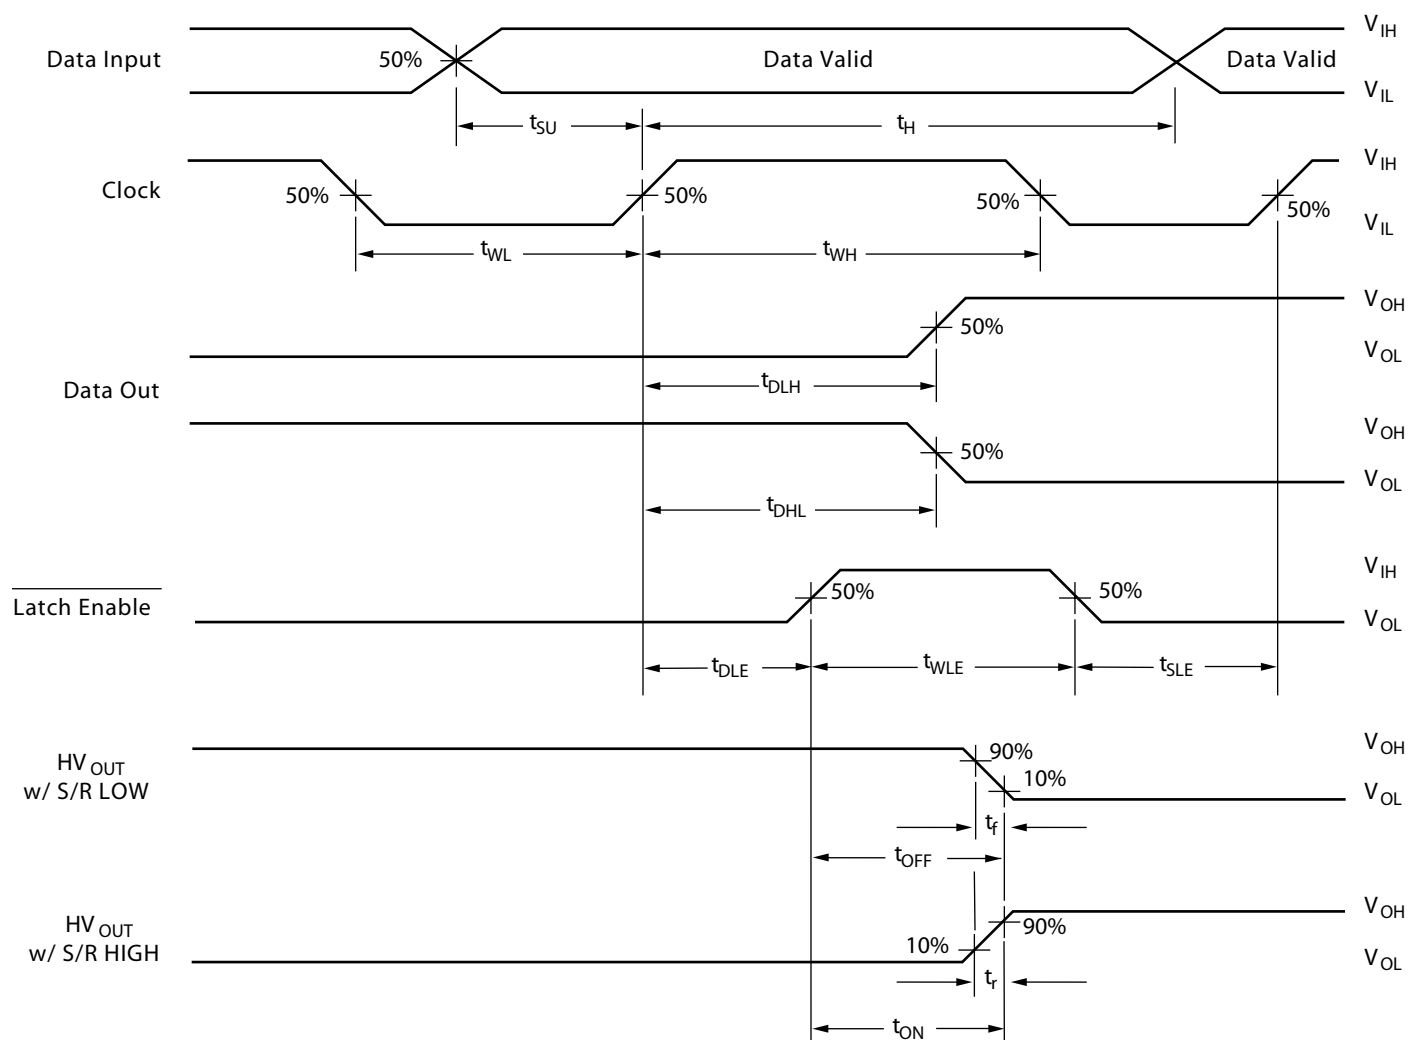 V_IH
Data Input 50% Data Valid Data Valid
V_IL
t_SU t_H
V_IH
Clock 50% 50% 50% 50%
V_IL
t_WL t_WH
V_OH
50%
V_OL
Data Out
t_DLH
V_OH
50%
V_OL
t_DHL
V_IH
Latch Enable 50% 50%
V_OL
t_DLE t_WLE t_SLE
V_OH
HV_OUT 90%
w/ S/R LOW 10%
V_OL
t_f
t_OFF
V_OH
HV_OUT 90%
w/ S/R HIGH 10%
V_OL
t_r
t_ON